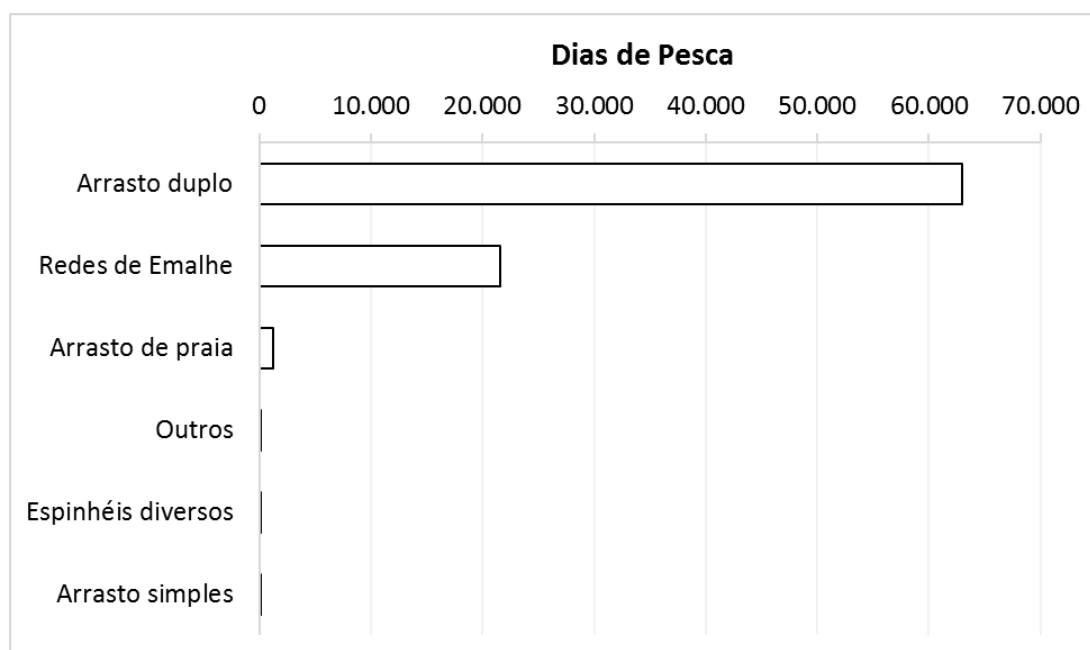 Dias de Pesca
0 10.000 20.000 30.000 40.000 50.000 60.000 70.000
Arrasto duplo
Redes de Emalhe
Arrasto de praia
Outros
Espinhéis diversos
Arrasto simples